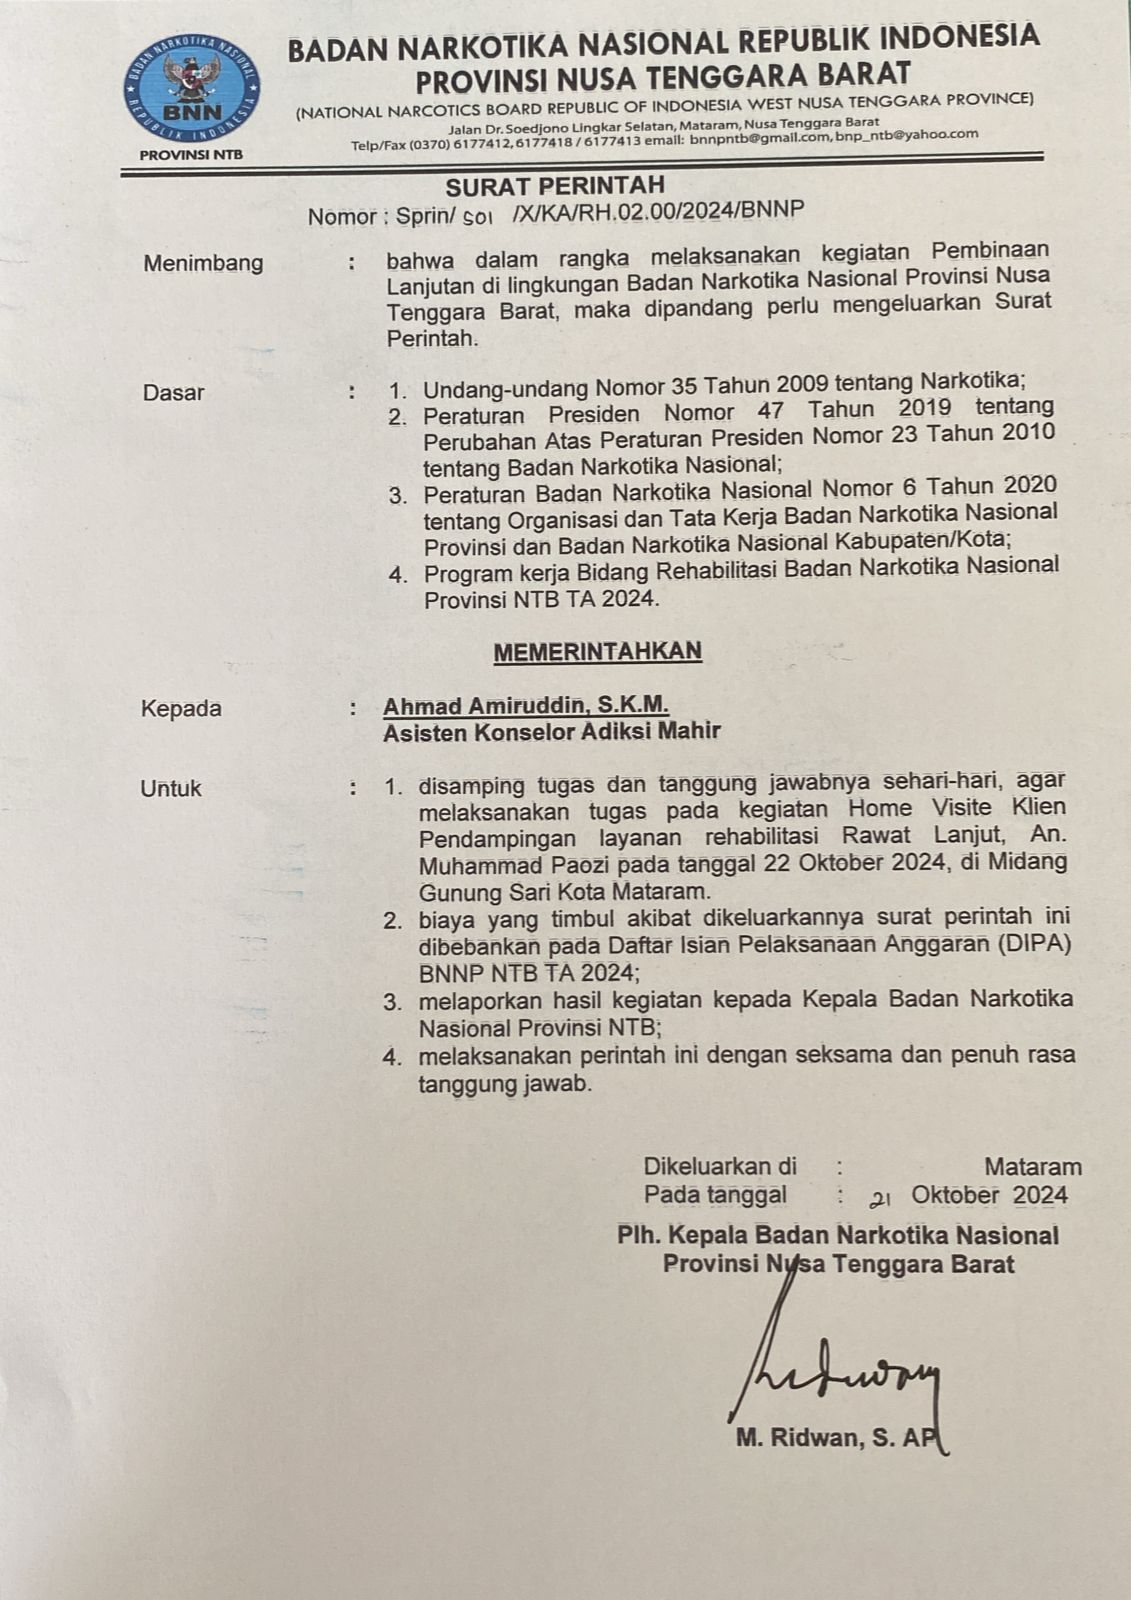 BADAN NARKOTIKA NASIONAL
REPUBLIK INDONESIA
BNN
PROVINSI NTB
BADAN NARKOTIKA NASIONAL REPUBLIK INDONESIA
PROVINSI NUSA TENGGARA BARAT
(NATIONAL NARCOTICS BOARD REPUBLIC OF INDONESIA WEST NUSA TENGGARA PROVINCE)
Jalan Dr. Soedjono Lingkar Selatan, Mataram, Nusa Tenggara Barat
Telp/Fax (0370) 6177412, 6177418 / 6177413 email: bnnpntb@gmail.com, bnp_ntb@yahoo.com
SURAT PERINTAH
Nomor : Sprin/ 501 /X/KA/RH.02.00/2024/BNNP
Menimbang : bahwa dalam rangka melaksanakan kegiatan Pembinaan
Lanjutan di lingkungan Badan Narkotika Nasional Provinsi Nusa
Tenggara Barat, maka dipandang perlu mengeluarkan Surat
Perintah.
Dasar : 1. Undang-undang Nomor 35 Tahun 2009 tentang Narkotika;
2. Peraturan Presiden Nomor 47 Tahun 2019 tentang
Perubahan Atas Peraturan Presiden Nomor 23 Tahun 2010
tentang Badan Narkotika Nasional;
3. Peraturan Badan Narkotika Nasional Nomor 6 Tahun 2020
tentang Organisasi dan Tata Kerja Badan Narkotika Nasional
Provinsi dan Badan Narkotika Nasional Kabupaten/Kota;
4. Program kerja Bidang Rehabilitasi Badan Narkotika Nasional
Provinsi NTB TA 2024.
MEMERINTAHKAN
Kepada : Ahmad Amiruddin, S.K.M.
Asisten Konselor Adiksi Mahir
Untuk : 1. disamping tugas dan tanggung jawabnya sehari-hari, agar
melaksanakan tugas pada kegiatan Home Visite Klien
Pendampingan layanan rehabilitasi Rawat Lanjut, An.
Muhammad Paozi pada tanggal 22 Oktober 2024, di Midang
Gunung Sari Kota Mataram.
2. biaya yang timbul akibat dikeluarkannya surat perintah ini
dibebankan pada Daftar Isian Pelaksanaan Anggaran (DIPA)
BNNP NTB TA 2024;
3. melaporkan hasil kegiatan kepada Kepala Badan Narkotika
Nasional Provinsi NTB;
4. melaksanakan perintah ini dengan seksama dan penuh rasa
tanggung jawab.
Dikeluarkan di : Mataram
Pada tanggal : 21 Oktober 2024
Plh. Kepala Badan Narkotika Nasional
Provinsi Nusa Tenggara Barat
M. Ridwan, S. AP